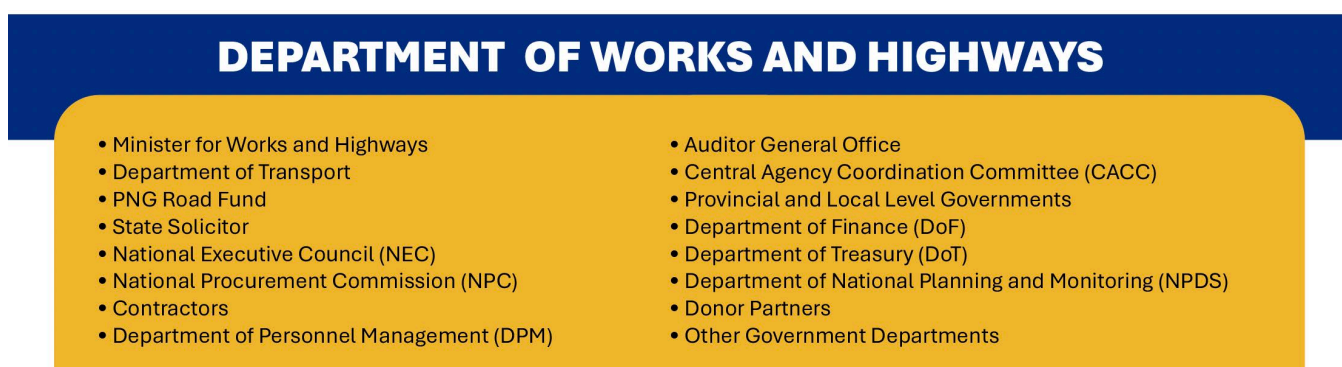 DEPARTMENT OF WORKS AND HIGHWAYS
• Minister for Works and Highways
• Department of Transport
• PNG Road Fund
• State Solicitor
• National Executive Council (NEC)
• National Procurement Commission (NPC)
• Contractors
• Department of Personnel Management (DPM)
• Auditor General Office
• Central Agency Coordination Committee (CACC)
• Provincial and Local Level Governments
• Department of Finance (DoF)
• Department of Treasury (DoT)
• Department of National Planning and Monitoring (NPDS)
• Donor Partners
• Other Government Departments